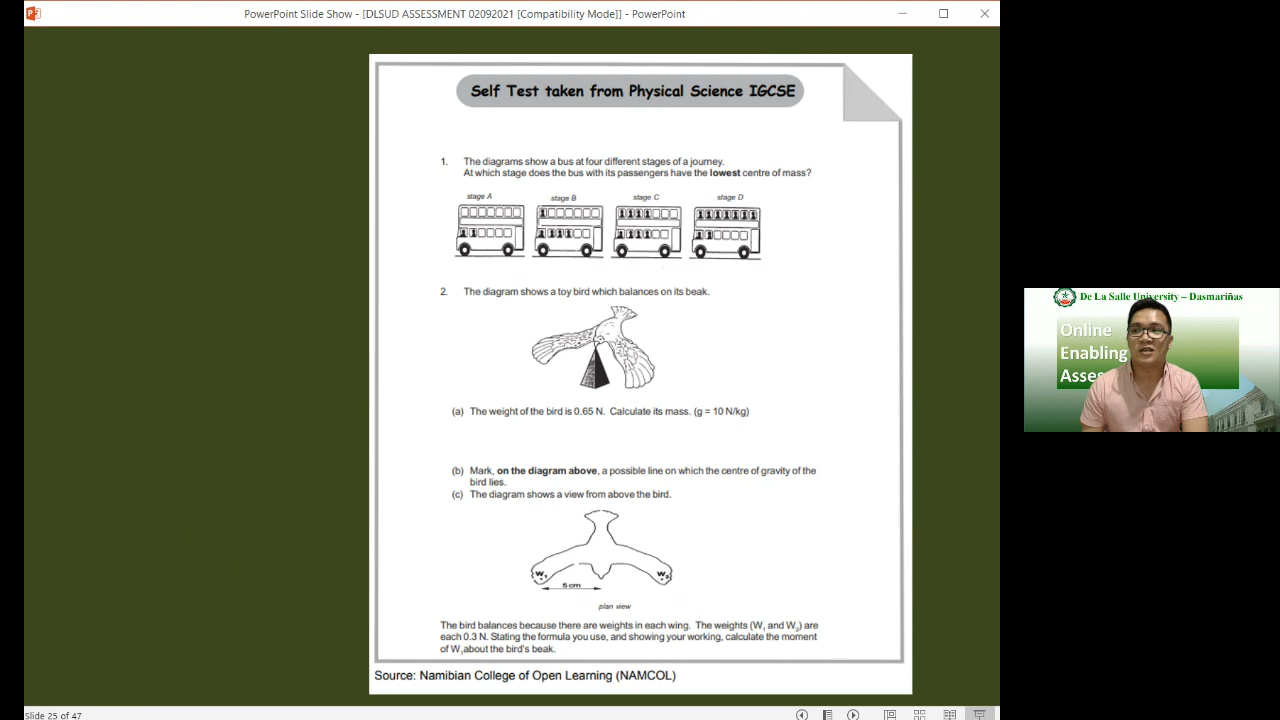 PowerPoint Slide Show - [DLSUD ASSESSMENT 02092021 [Compatibility Mode]] - PowerPoint
Self Test taken from Physical Science IGCSE
1. The diagrams show a bus at four different stages of a journey.
At which stage does the bus with its passengers have the lowest centre of mass?
stage A stage B stage C stage D
2. The diagram shows a toy bird which balances on its beak.
(a) The weight of the bird is 0.65 N. Calculate its mass. (g = 10 N/kg)
(b) Mark, on the diagram above, a possible line on which the centre of gravity of the
bird lies.
(c) The diagram shows a view from above the bird.
W1 W2
5 cm
plan view
The bird balances because there are weights in each wing. The weights (W1 and W2) are
each 0.3 N. Stating the formula you use, and showing your working, calculate the moment
of W1about the bird's beak.
Source: Namibian College of Open Learning (NAMCOL)
De La Salle University – Dasmariñas
Online
Enabling
Asses
Slide 25 of 47